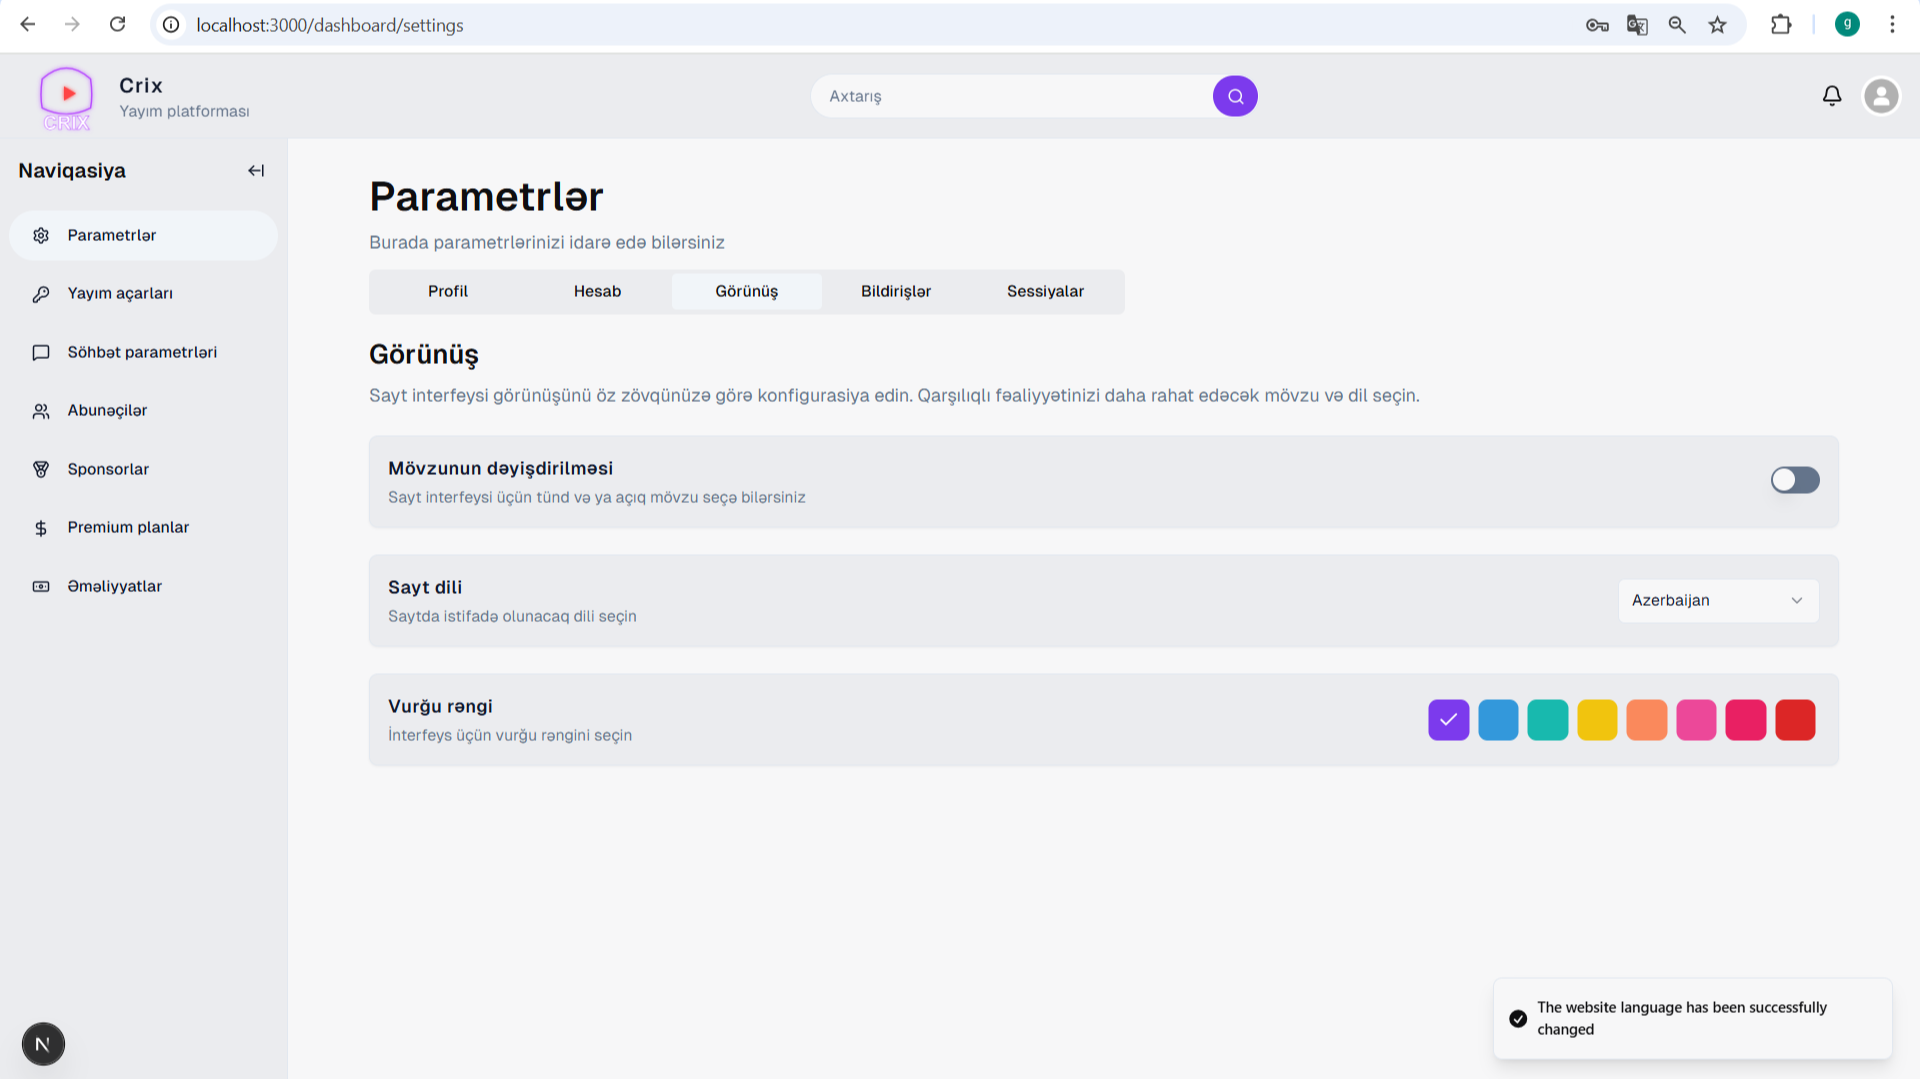 localhost:3000/dashboard/settings
g
CRIX
Crix
Yayım platforması
Axtarış
Naviqasiya
Parametrlər
Yayım açarları
Söhbət parametrləri
Abunəçilər
Sponsorlar
Premium planlar
Əməliyyatlar
Parametrlər
Burada parametrlərinizi idarə edə bilərsiniz
Profil Hesab Görünüş Bildirişlər Sessiyalar
Görünüş
Sayt interfeysi görünüşünü öz zövqünüzə görə konfigurasiya edin. Qarşılıqlı fəaliyyətinizi daha rahat edəcək mövzu və dil seçin.
Mövzunun dəyişdirilməsi
Sayt interfeysi üçün tünd və ya açıq mövzu seçə bilərsiniz
Sayt dili
Saytda istifadə olunacaq dili seçin
Azerbaijan
Vurğu rəngi
İnterfeys üçün vurğu rəngini seçin
The website language has been successfully
changed
N